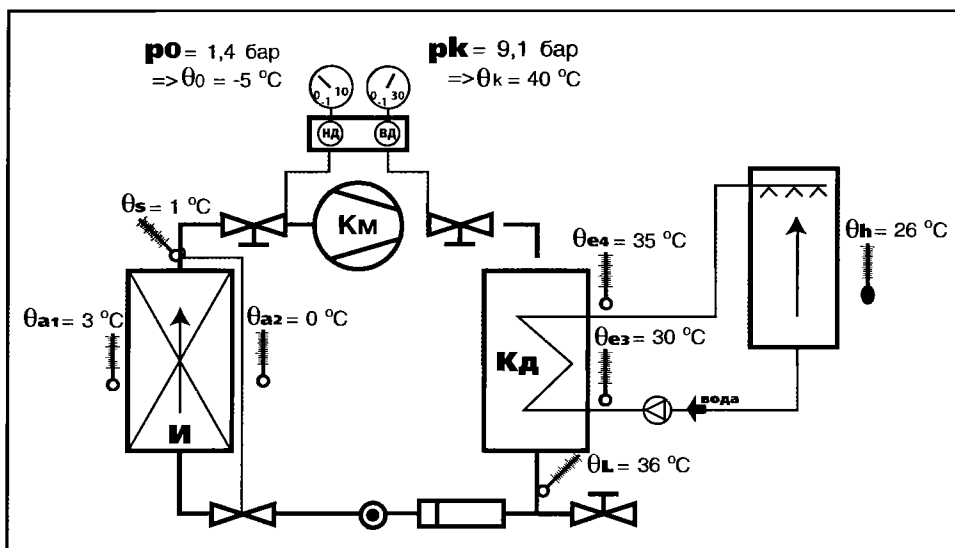 p0 = 1,4 бар
=>θ0 = -5 °C
pk = 9,1 бар
=>θk = 40 °C
0 10
-1
0 30
-1
НД
ВД
θs = 1 °C
Км
θe4 = 35 °C
θh = 26 °C
θa1 = 3 °C
θa2 = 0 °C
θe3 = 30 °C
Кд
вода
И
θL = 36 °C